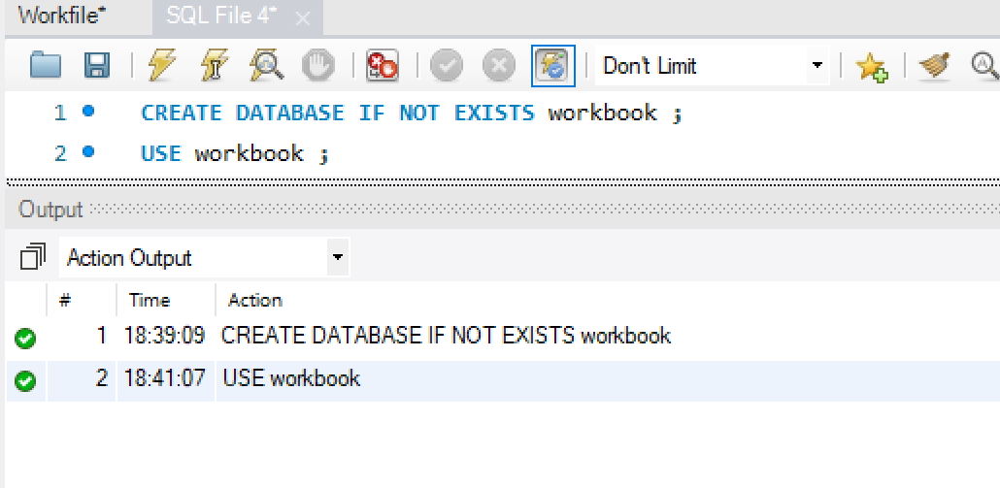 Workfile* SQL File 4* ×
Don't Limit
1 CREATE DATABASE IF NOT EXISTS workbook ;
2 USE workbook ;
Output
Action Output
# Time Action
1 18:39:09 CREATE DATABASE IF NOT EXISTS workbook
2 18:41:07 USE workbook